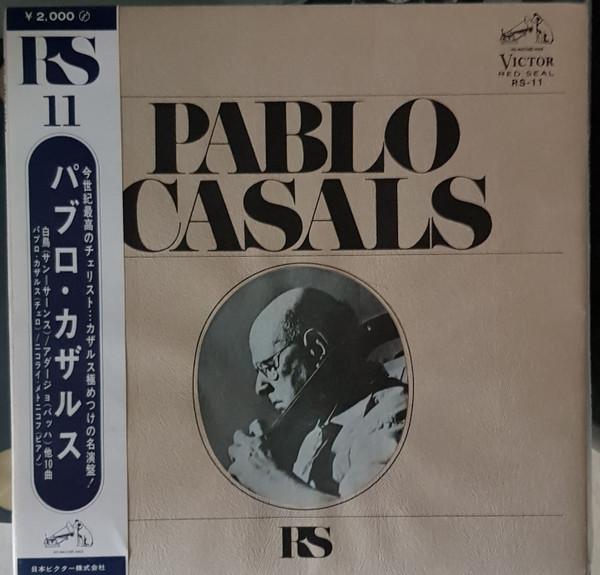 ¥2,000
RS
11
今世紀最高のチェリスト…カザルス極めつけの名演盤!
パブロ・カザルス
白鳥(サン＝サーンス)/アダージョ(バッハ)他10曲
パブロ・カザルス(チェロ)/ニコライ・メドニコフ(ピアノ)
日本ビクター株式会社
VICTOR
RED SEAL
RS-11
PABLO
CASALS
RS